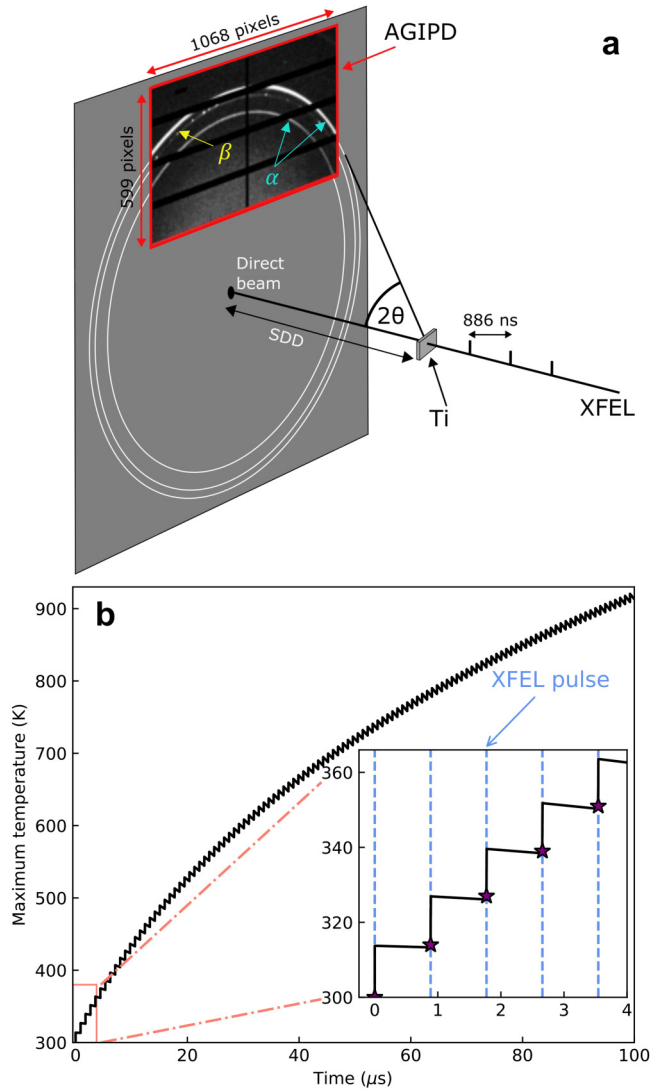 1068 pixels
AGIPD
a
599 pixels
β
α
Direct
beam
2θ
SDD
886 ns
Ti
XFEL
b
900
800
700
600
500
400
300
Maximum temperature (K)
XFEL pulse
360
340
320
300
0 1 2 3 4
0 20 40 60 80 100
Time (μs)